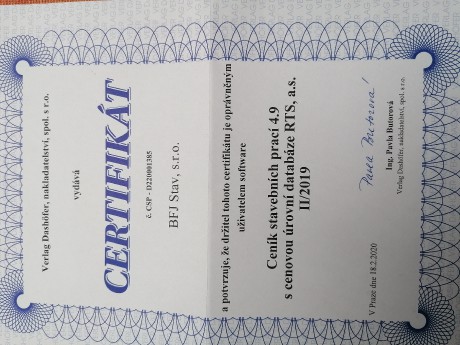 Verlag Dashöfer, nakladatelství, spol. s r.o.
vydává
CERTIFIKÁT
č. CSP - D220001385
BFJ Stav, s.r.o.
a potvrzuje, že držitel tohoto certifikátu je oprávněným
uživatelem software
Ceník stavebních prací 4.9
s cenovou úrovní databáze RTS, a.s.
II/2019
Pavla Butorová
Ing. Pavla Butorová
Verlag Dashöfer, nakladatelství, spol. s r.o.
V Praze dne 18.2.2020